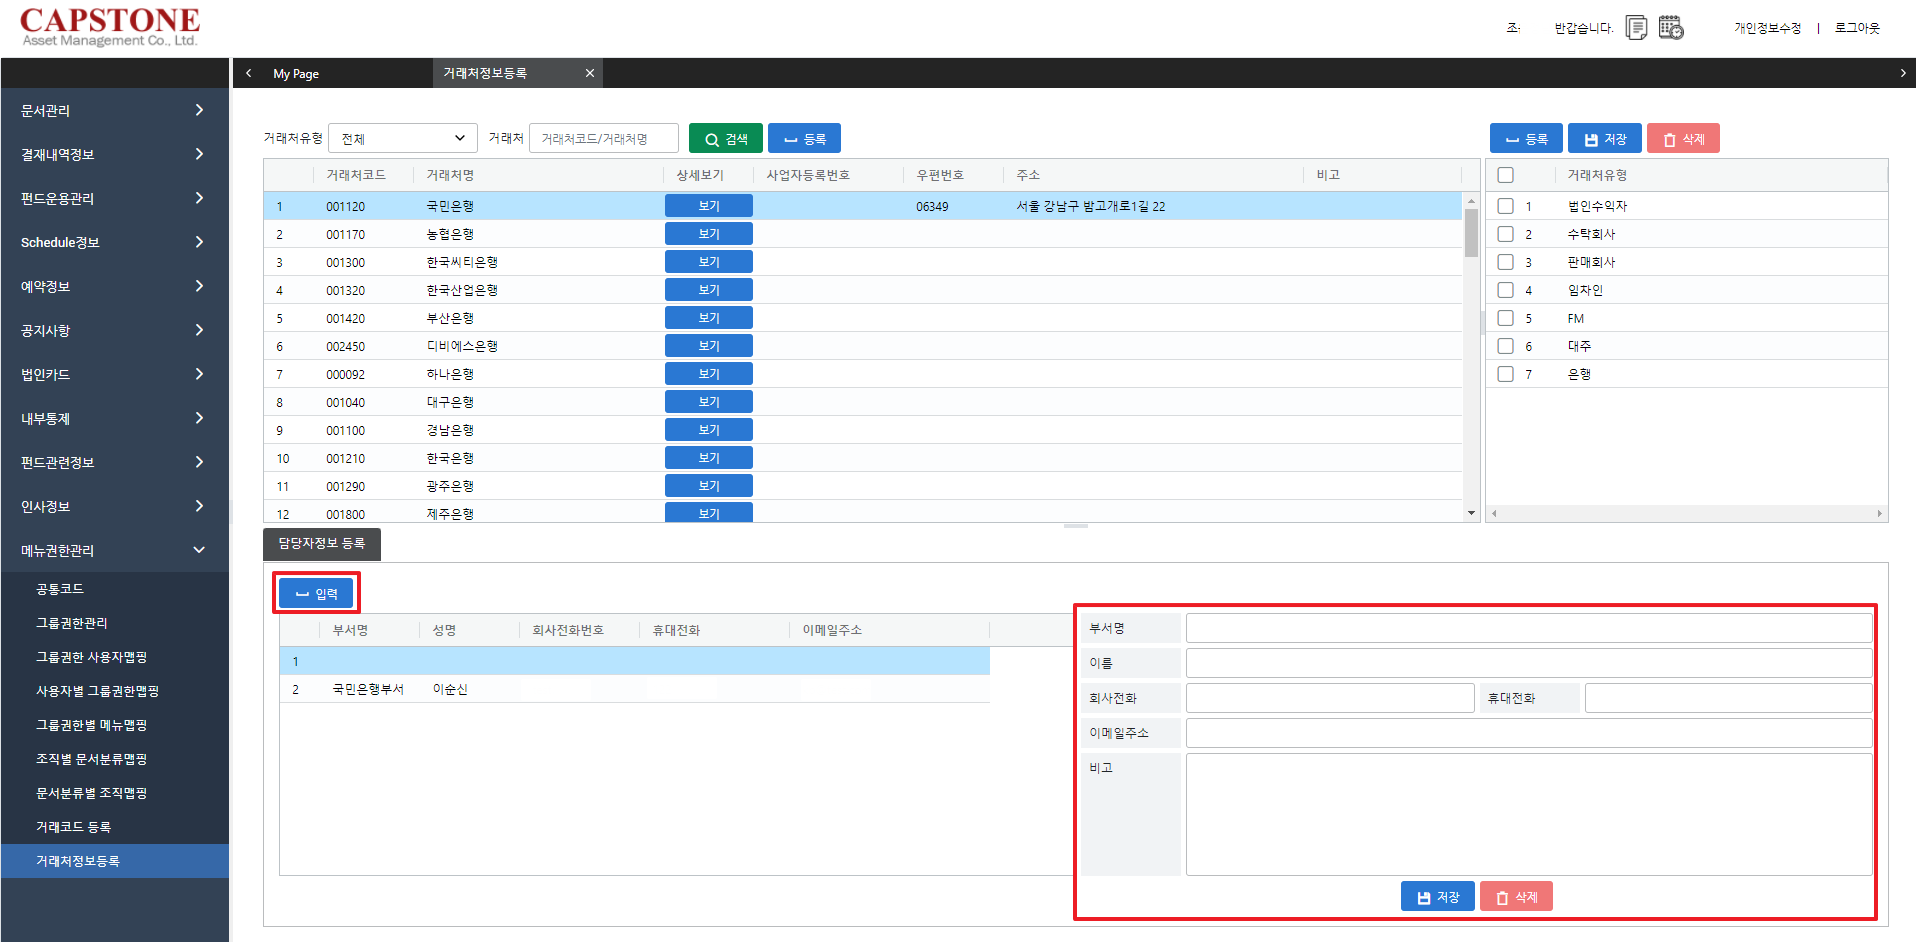 CAPSTONE
Asset Management Co., Ltd.
조: 반갑습니다. 개인정보수정 | 로그아웃
My Page 거래처정보등록
문서관리
결재내역정보
펀드운용관리
Schedule정보
예약정보
공지사항
법인카드
내부통제
펀드관련정보
인사정보
메뉴권한관리
공통코드
그룹권한관리
그룹권한 사용자맵핑
사용자별 그룹권한맵핑
그룹권한별 메뉴맵핑
조직별 문서분류맵핑
문서분류별 조직맵핑
거래코드 등록
거래처정보등록
거래처유형 전체 거래처 거래처코드/거래처명 검색 등록
거래처코드 거래처명 상세보기 사업자등록번호 우편번호 주소 비고
1 001120 국민은행 보기 06349 서울 강남구 밤고개로1길 22
2 001170 농협은행 보기
3 001300 한국씨티은행 보기
4 001320 한국산업은행 보기
5 001420 부산은행 보기
6 002450 디비에스은행 보기
7 000092 하나은행 보기
8 001040 대구은행 보기
9 001100 경남은행 보기
10 001210 한국은행 보기
11 001290 광주은행 보기
12 001800 제주은행 보기
등록 저장 삭제
거래처유형
1 법인수익자
2 수탁회사
3 판매회사
4 임차인
5 FM
6 대주
7 은행
담당자정보 등록
입력
부서명 성명 회사전화번호 휴대전화 이메일주소
1
2 국민은행부서 이순신
부서명
이름
회사전화 휴대전화
이메일주소
비고
저장 삭제